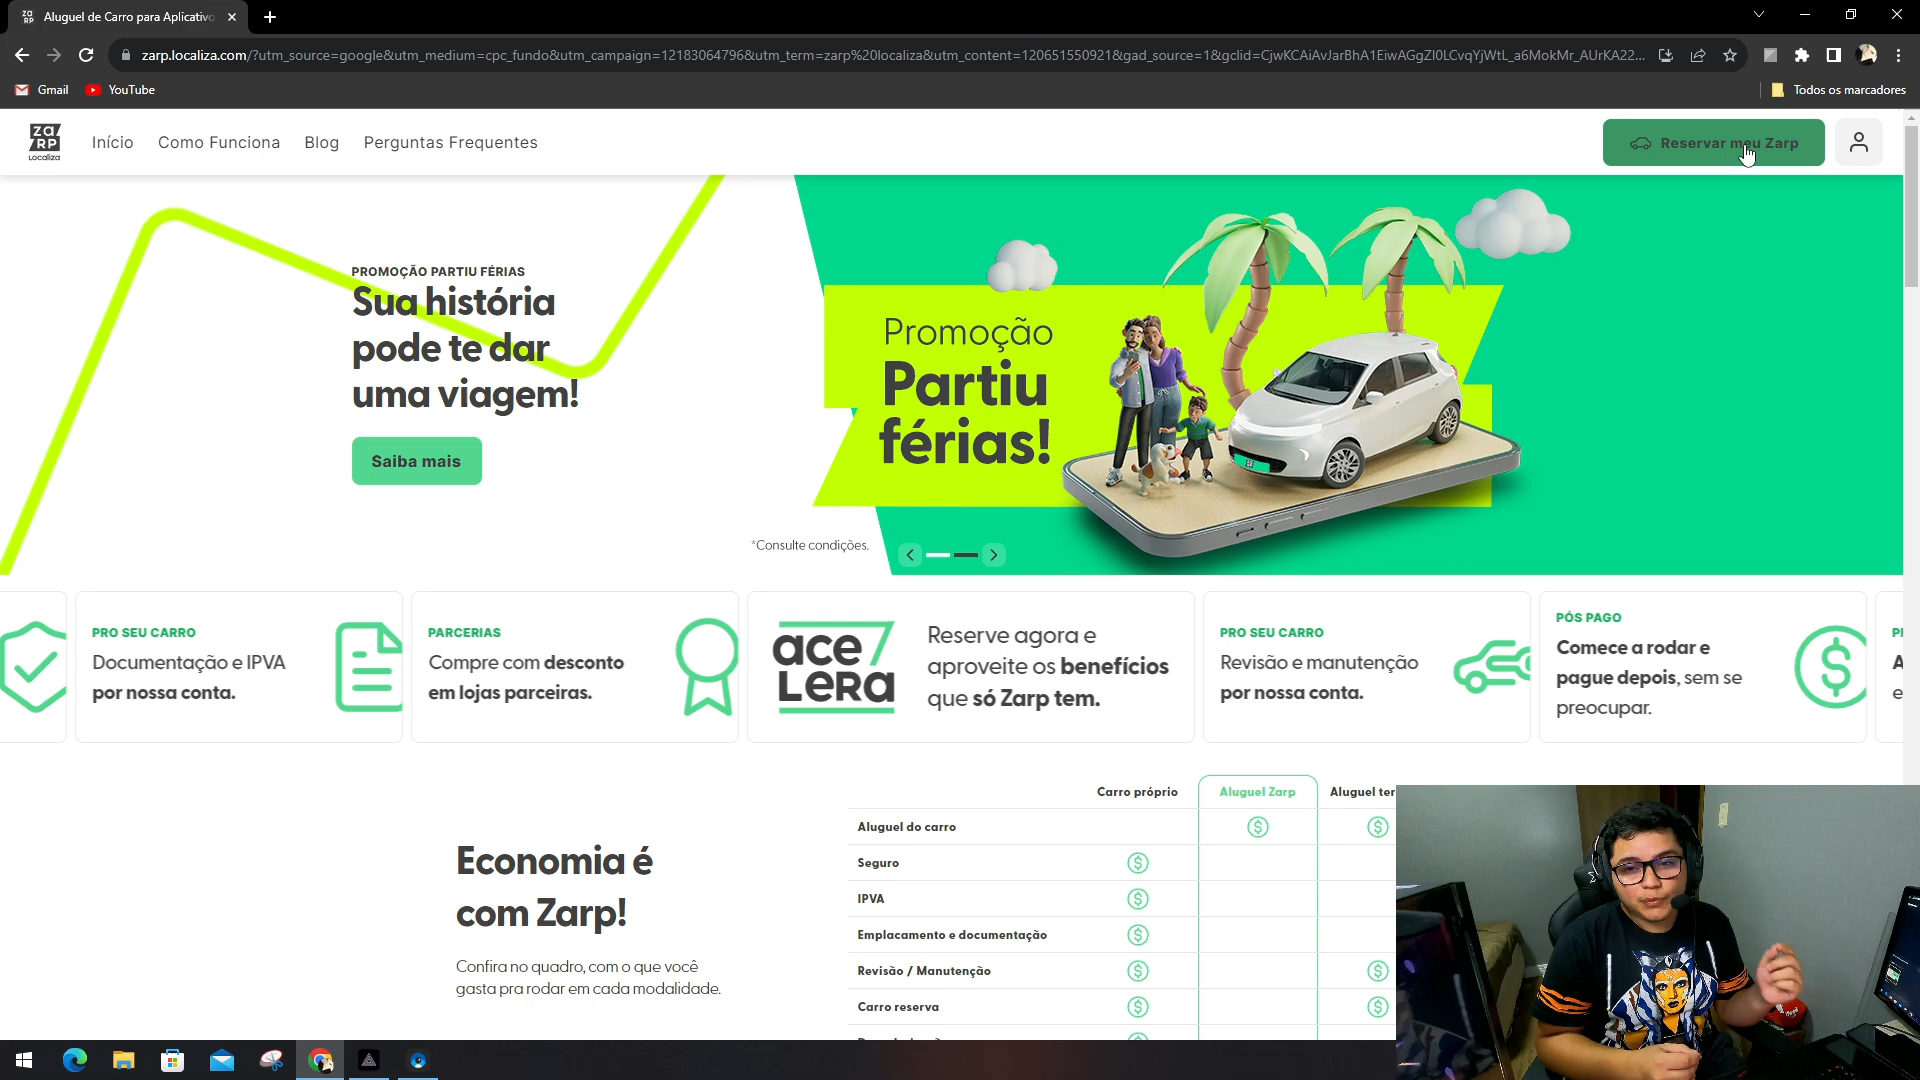 Aluguel de Carro para Aplicativo
zarp.localiza.com/?utm_source=google&utm_medium=cpc_fundo&utm_campaign=12183064796&utm_term=zarp%20localiza&utm_content=120651550921&gad_source=1&gclid=CjwKCAiAvJarBhA1EiwAGgZl0LCvqYjWtL_a6MokMr_AUrKA22...
Gmail
YouTube
Todos os marcadores
za
RP
Localiza
Início
Como Funciona
Blog
Perguntas Frequentes
Reservar meu Zarp
PROMOÇÃO PARTIU FÉRIAS
Sua história
pode te dar
uma viagem!
Saiba mais
*Consulte condições.
Promoção
Partiu
férias!
PRO SEU CARRO
Documentação e IPVA
por nossa conta.
PARCERIAS
Compre com desconto
em lojas parceiras.
aceLeRa
Reserve agora e
aproveite os benefícios
que só Zarp tem.
PRO SEU CARRO
Revisão e manutenção
por nossa conta.
PÓS PAGO
Comece a rodar e
pague depois, sem se
preocupar.
Economia é
com Zarp!
Confira no quadro, com o que você
gasta pra rodar em cada modalidade.
Carro próprio
Aluguel Zarp
Aluguel ter
Aluguel do carro
Seguro
IPVA
Emplacamento e documentação
Revisão / Manutenção
Carro reserva